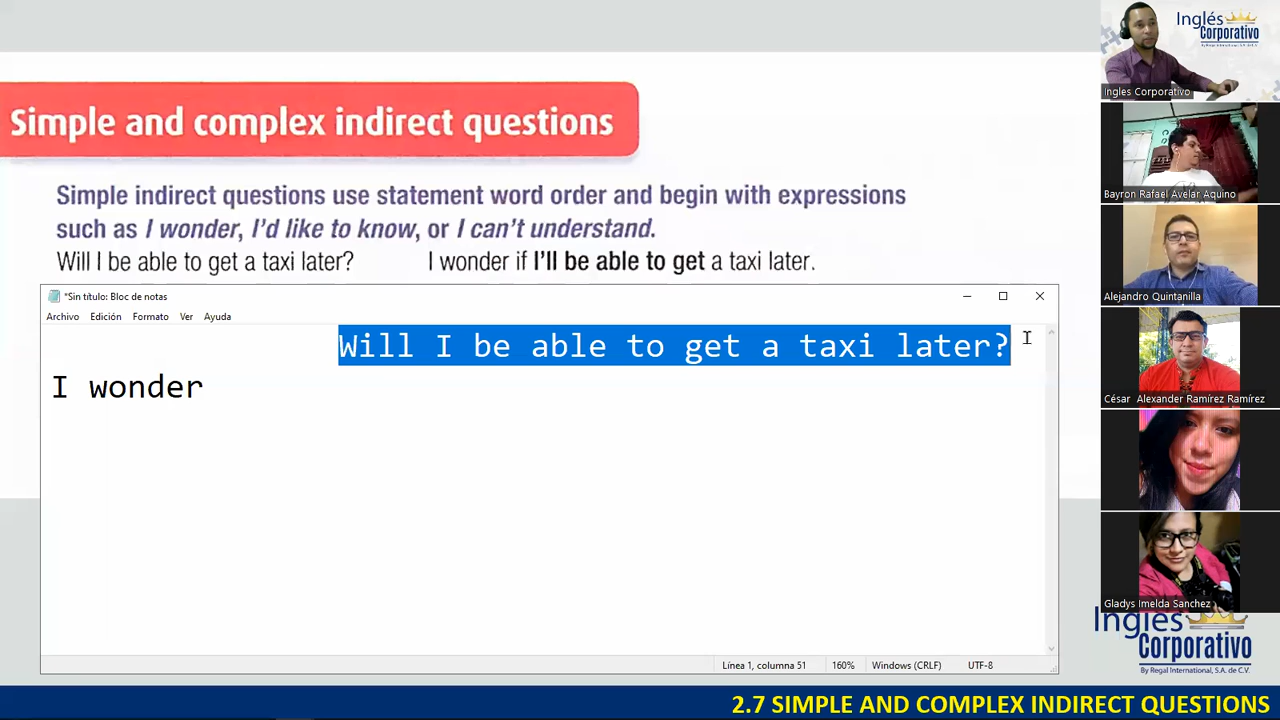 Simple and complex indirect questions
Simple indirect questions use statement word order and begin with expressions
such as I wonder, I'd like to know, or I can't understand.
Will I be able to get a taxi later? I wonder if I'll be able to get a taxi later.
*Sin título: Bloc de notas
Archivo Edición Formato Ver Ayuda
Will I be able to get a taxi later?
I wonder
Línea 1, columna 51 160% Windows (CRLF) UTF-8
Inglés
Corporativo
By Regal International, S.A. de C.V.
Ingles Corporativo
Bayron Rafael Avelar Aquino
Alejandro Quintanilla
César Alexander Ramírez Ramírez
Gladys Imelda Sanchez
Inglés
Corporativo
By Regal International, S.A. de C.V.
2.7 SIMPLE AND COMPLEX INDIRECT QUESTIONS